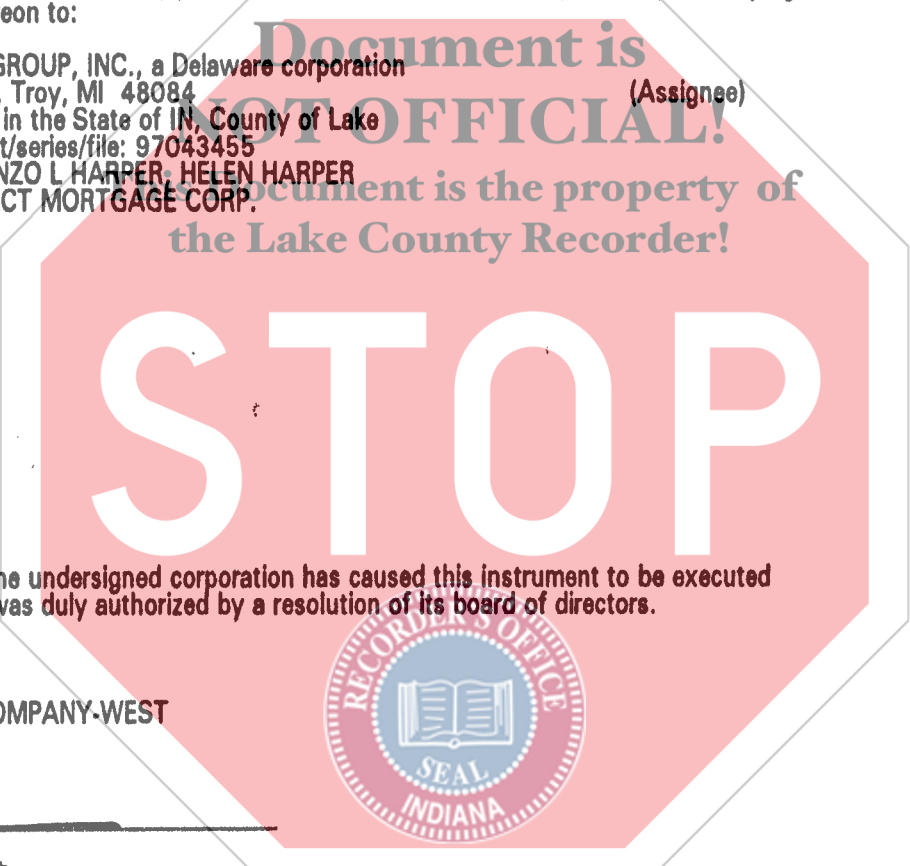 eon to:
Document is
GROUP, INC., a Delaware corporation
Troy, MI 48084 (Assignee)
NOT OFFICIAL!
in the State of IN, County of Lake
t/series/file: 97043455
NZO L HARPER, HELEN HARPER
is Document is the property of
CT MORTGAGE CORP.
the Lake County Recorder!
STOP
he undersigned corporation has caused this instrument to be executed
was duly authorized by a resolution of its board of directors.
RECORDER'S OFFICE
OMPANY-WEST
SEAL
INDIANA